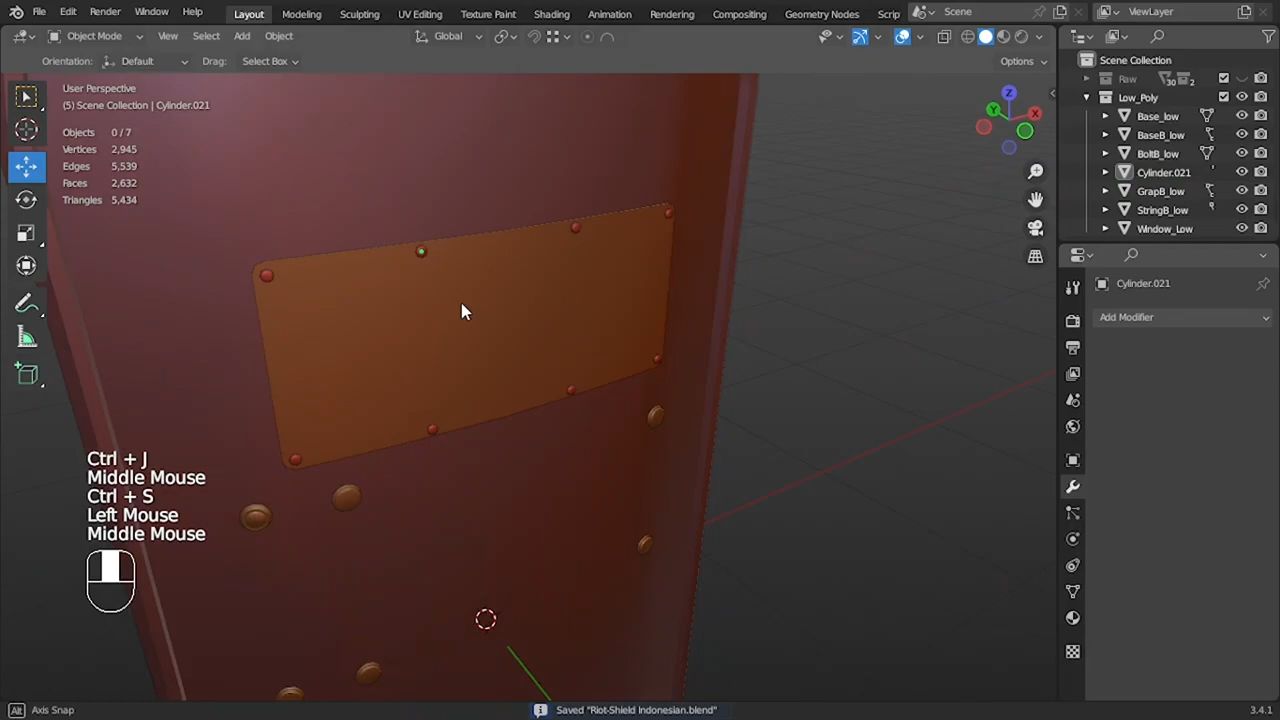 File Edit Render Window Help Layout Modeling Sculpting UV Editing Texture Paint Shading Animation Rendering Compositing Geometry Nodes Scrip Scene ViewLayer
Object Mode View Select Add Object Global
Orientation: Default Drag: Select Box Options
User Perspective
(5) Scene Collection | Cylinder.021
Objects 0 / 7
Vertices 2,945
Edges 5,539
Faces 2,632
Triangles 5,434
Z
Y
X
Ctrl + J
Middle Mouse
Ctrl + S
Left Mouse
Middle Mouse
Scene Collection
Raw 30 2
Low_Poly
Base_low
BaseB_low
BoltB_low
Cylinder.021
GrapB_low
StringB_low
Window_Low
Cylinder.021
Add Modifier
Alt Axis Snap Saved "Riot-Shield Indonesian.blend" 3.4.1